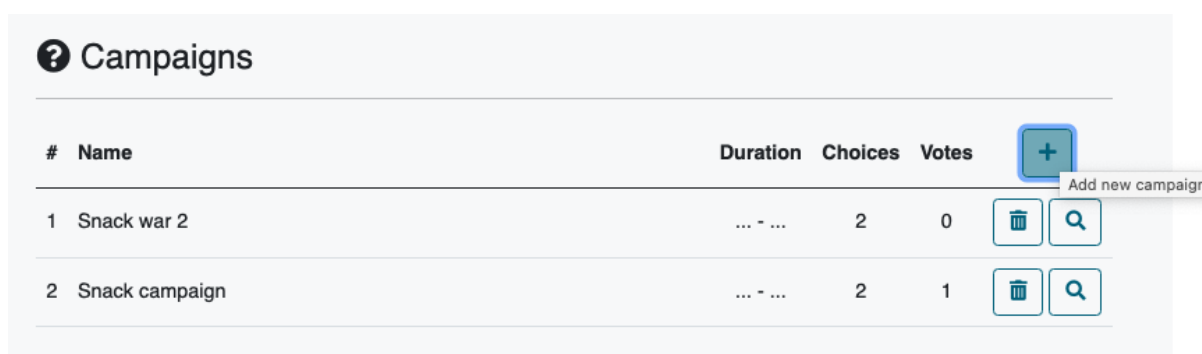 Campaigns
# Name Duration Choices Votes +
Add new campaign
1 Snack war 2 ... - ... 2 0
2 Snack campaign ... - ... 2 1